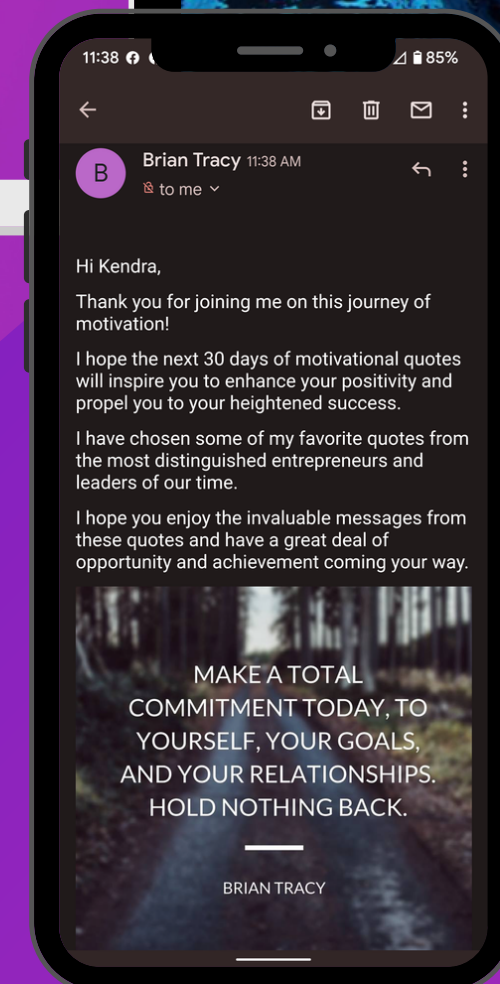 11:38
85%
Brian Tracy 11:38 AM
B
to me
Hi Kendra,
Thank you for joining me on this journey of
motivation!
I hope the next 30 days of motivational quotes
will inspire you to enhance your positivity and
propel you to your heightened success.
I have chosen some of my favorite quotes from
the most distinguished entrepreneurs and
leaders of our time.
I hope you enjoy the invaluable messages from
these quotes and have a great deal of
opportunity and achievement coming your way.
MAKE A TOTAL
COMMITMENT TODAY, TO
YOURSELF, YOUR GOALS,
AND YOUR RELATIONSHIPS.
HOLD NOTHING BACK.
BRIAN TRACY